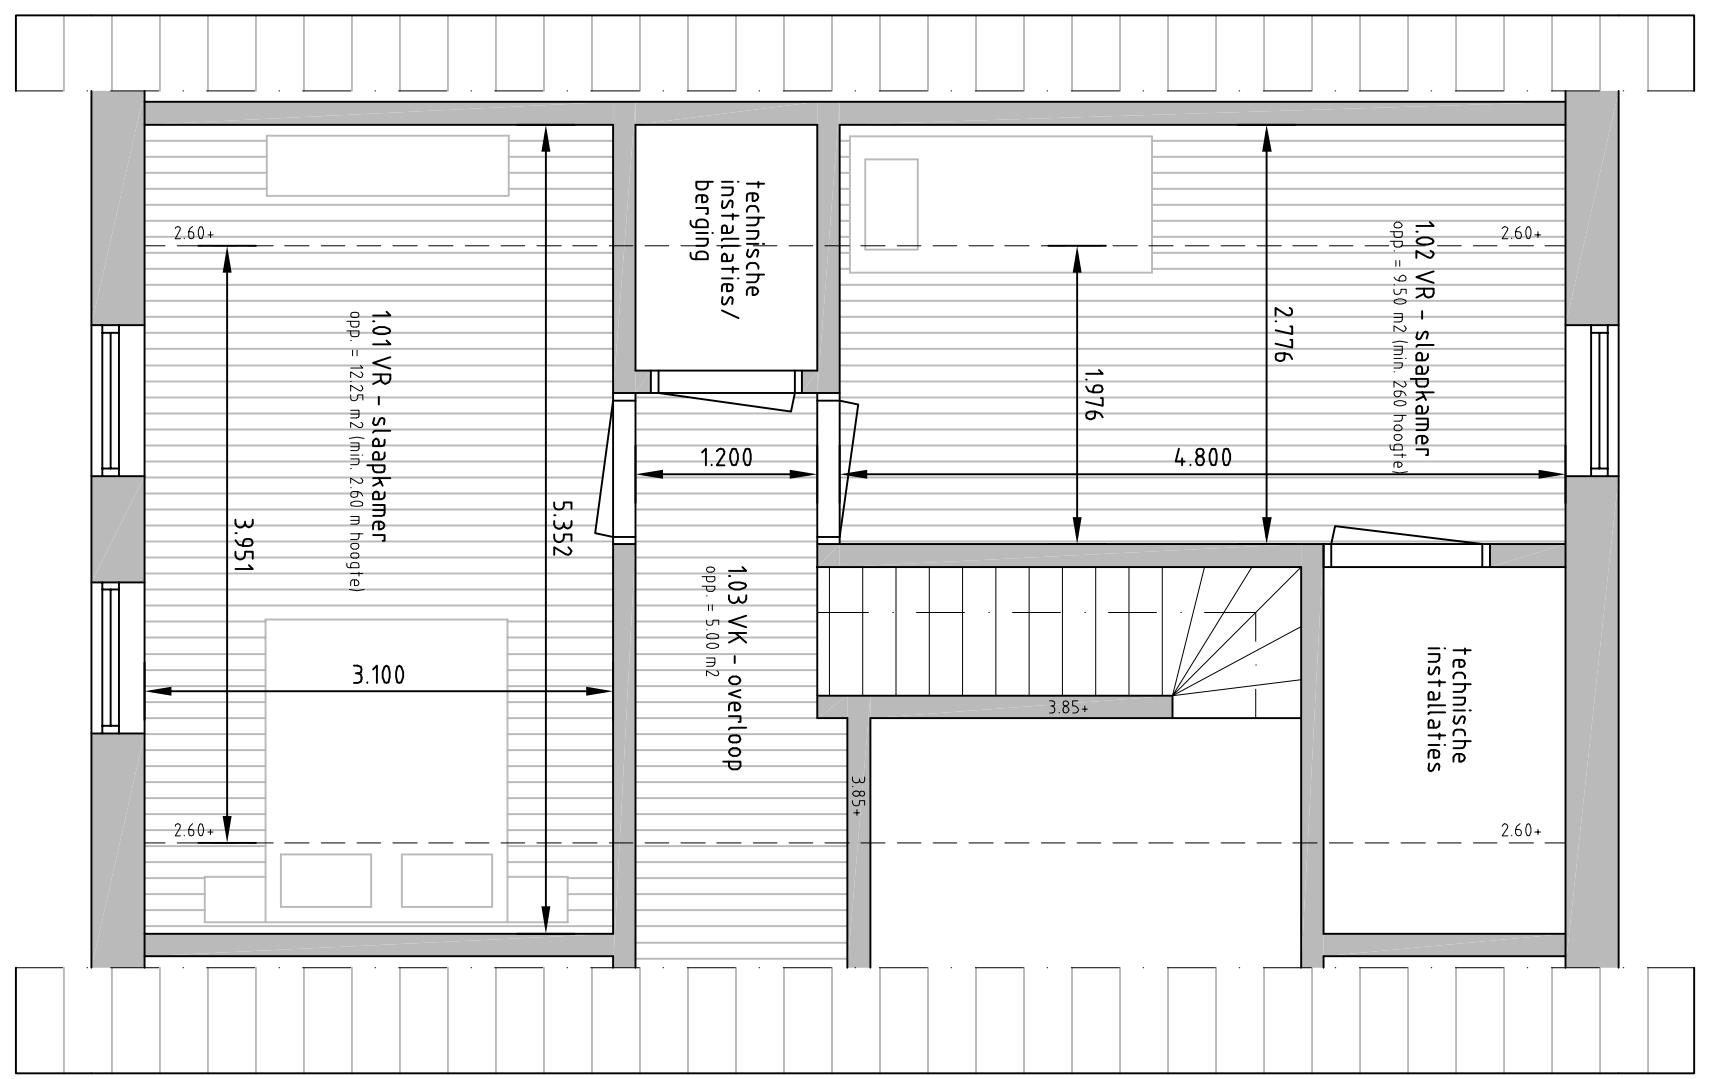 2.60+
1.01 VR - slaapkamer
opp. = 12.25 m2 (min. 2.60 m hoogte)
3.951
5.352
3.100
2.60+
technische
installaties/
berging
1.200
1.03 VK - overloop
opp. = 5.00 m2
2.60+
1.02 VR - slaapkamer
opp. = 9.50 m2 (min. 260 hoogte)
2.776
1.976
4.800
3.85+
3.85+
technische
installaties
2.60+